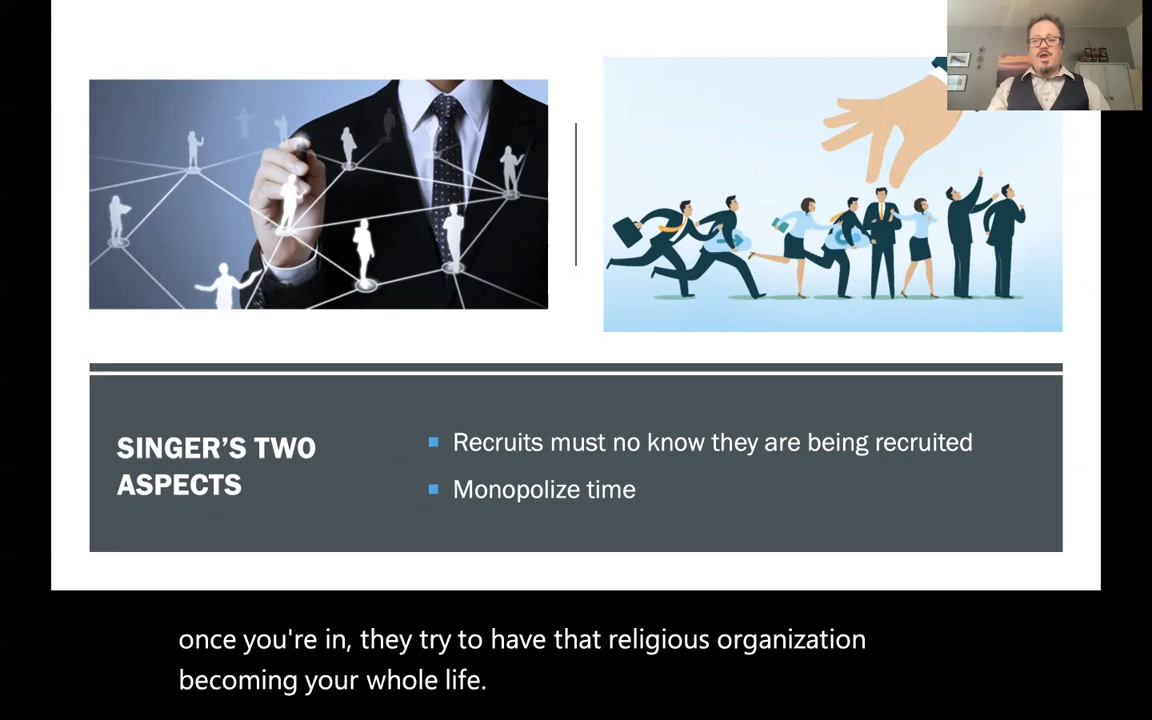 SINGER'S TWO
ASPECTS
Recruits must no know they are being recruited
Monopolize time
once you're in, they try to have that religious organization
becoming your whole life.